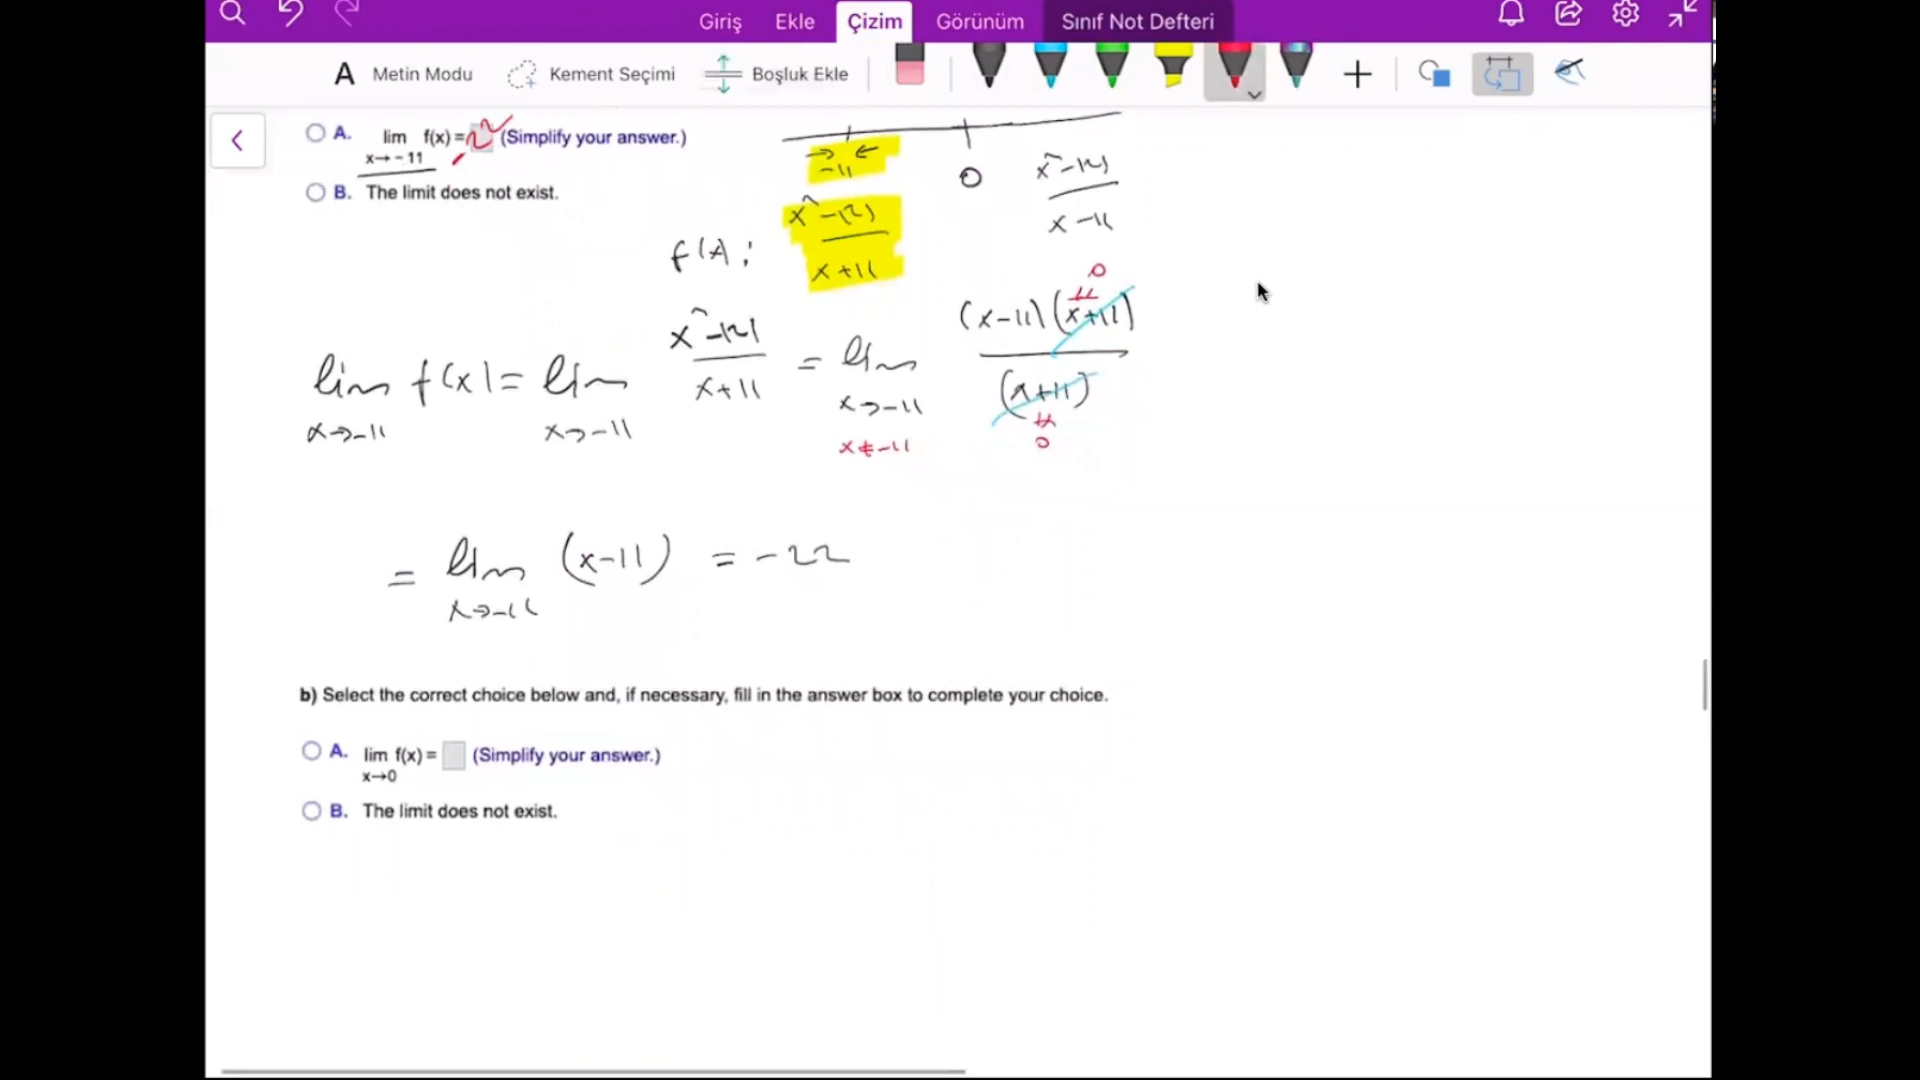 Giriş Ekle Çizim Görünüm Sınıf Not Defteri
A Metin Modu Kement Seçimi Boşluk Ekle
A. lim f(x) = -22 (Simplify your answer.)
x→-11
B. The limit does not exist.
→ ←
-11 0
f(x): x²-121 / x+11 x²-121 / x-11
lim f(x) = lim x²-121 / x+11 = lim (x-11)(x+11) / (x+11)
x→-11 x→-11 x→-11
x≠-11
≠ 0
≠ 0
= lim (x-11) = -22
x→-11
b) Select the correct choice below and, if necessary, fill in the answer box to complete your choice.
A. lim f(x) = (Simplify your answer.)
x→0
B. The limit does not exist.